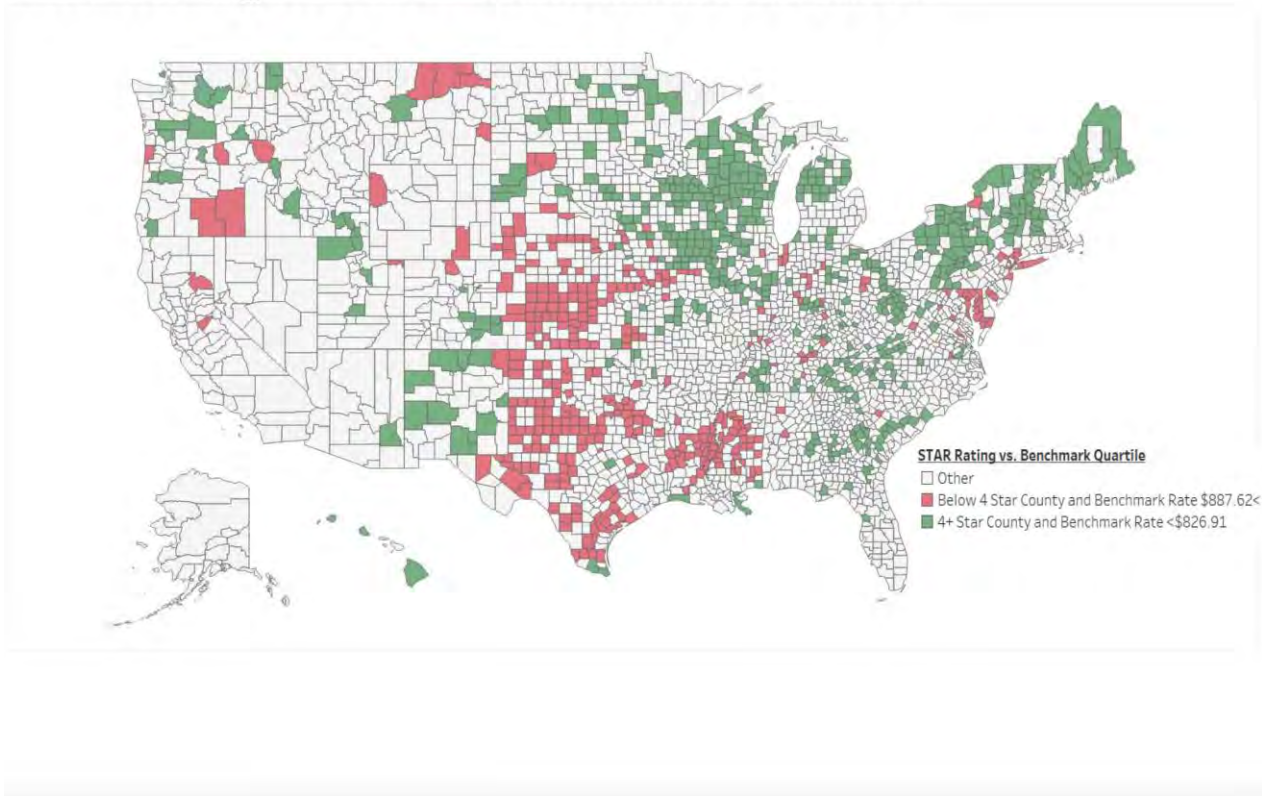 STAR Rating vs. Benchmark Quartile
Other
Below 4 Star County and Benchmark Rate $887.62<
4+ Star County and Benchmark Rate <$826.91